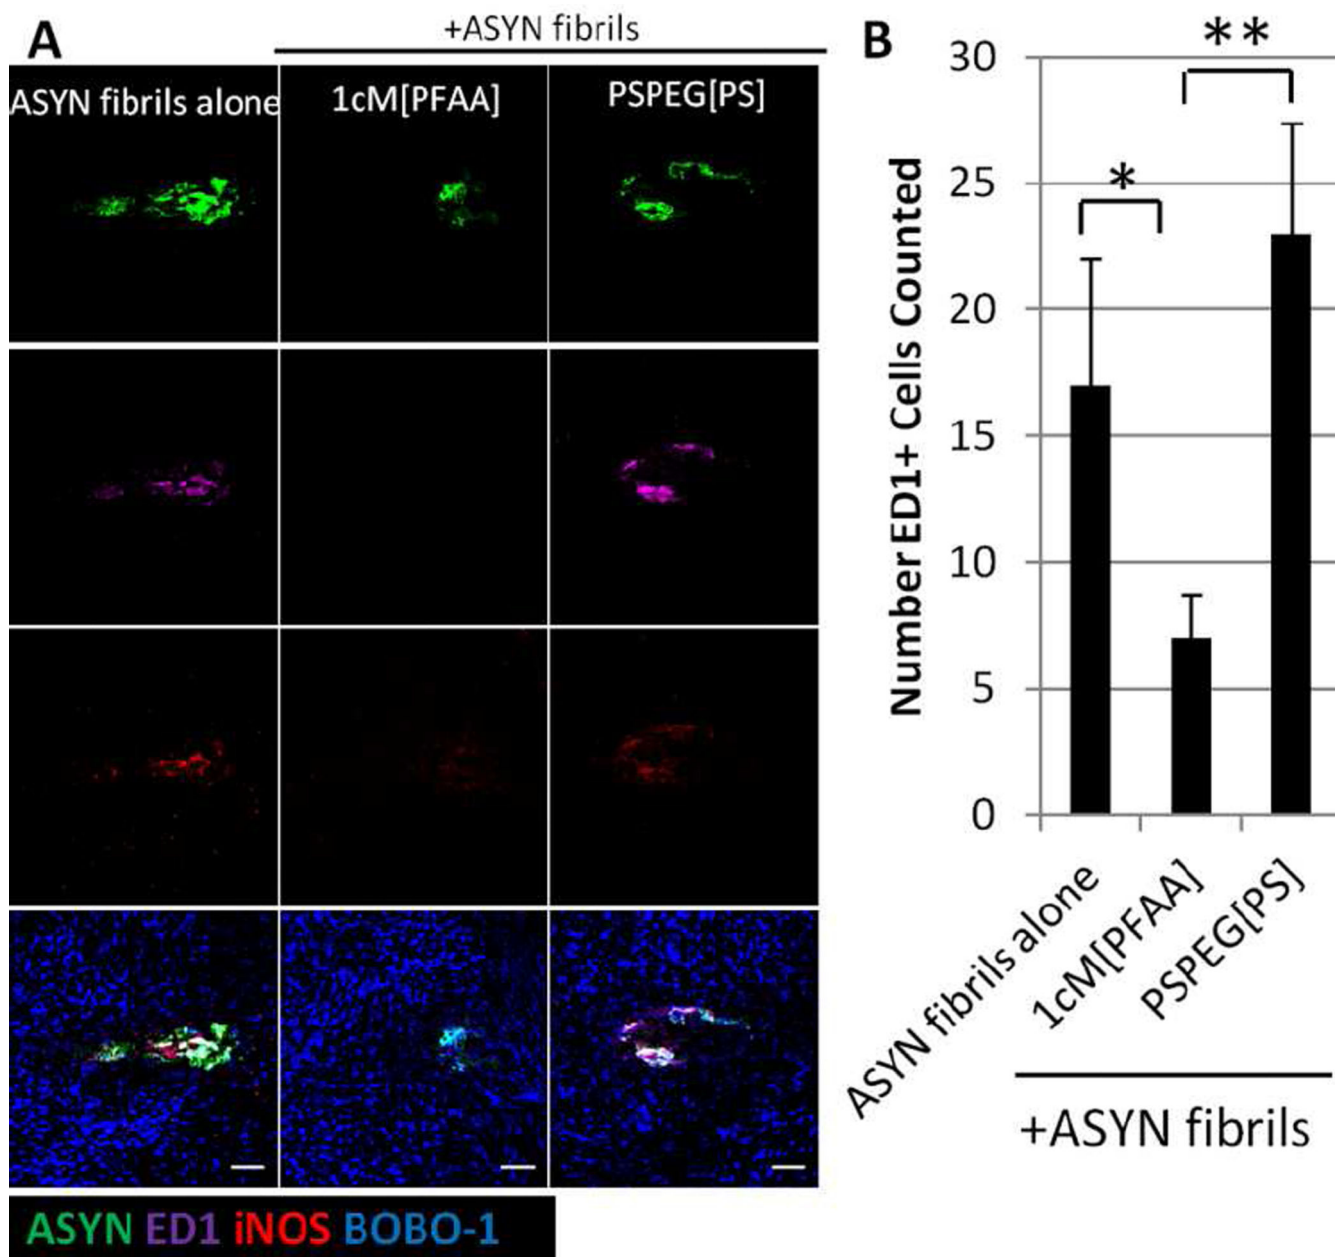 A
+ASYN fibrils
ASYN fibrils alone
1cM[PFAA]
PSPEG[PS]
ASYN ED1 iNOS BOBO-1
B
**
*
Number ED1+ Cells Counted
30
25
20
15
10
5
0
ASYN fibrils alone
1cM[PFAA]
PSPEG[PS]
+ASYN fibrils